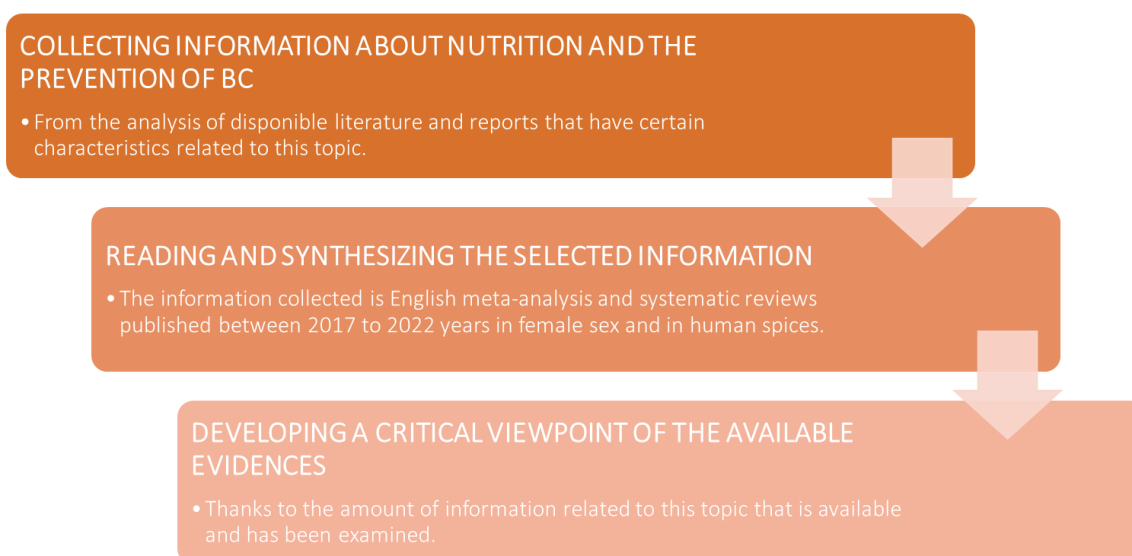 COLLECTING INFORMATION ABOUT NUTRITION AND THE
PREVENTION OF BC
• From the analysis of disponible literature and reports that have certain
characteristics related to this topic.
READING AND SYNTHESIZING THE SELECTED INFORMATION
• The information collected is English meta-analysis and systematic reviews
published between 2017 to 2022 years in female sex and in human spices.
DEVELOPING A CRITICAL VIEWPOINT OF THE AVAILABLE
EVIDENCES
• Thanks to the amount of information related to this topic that is available
and has been examined.